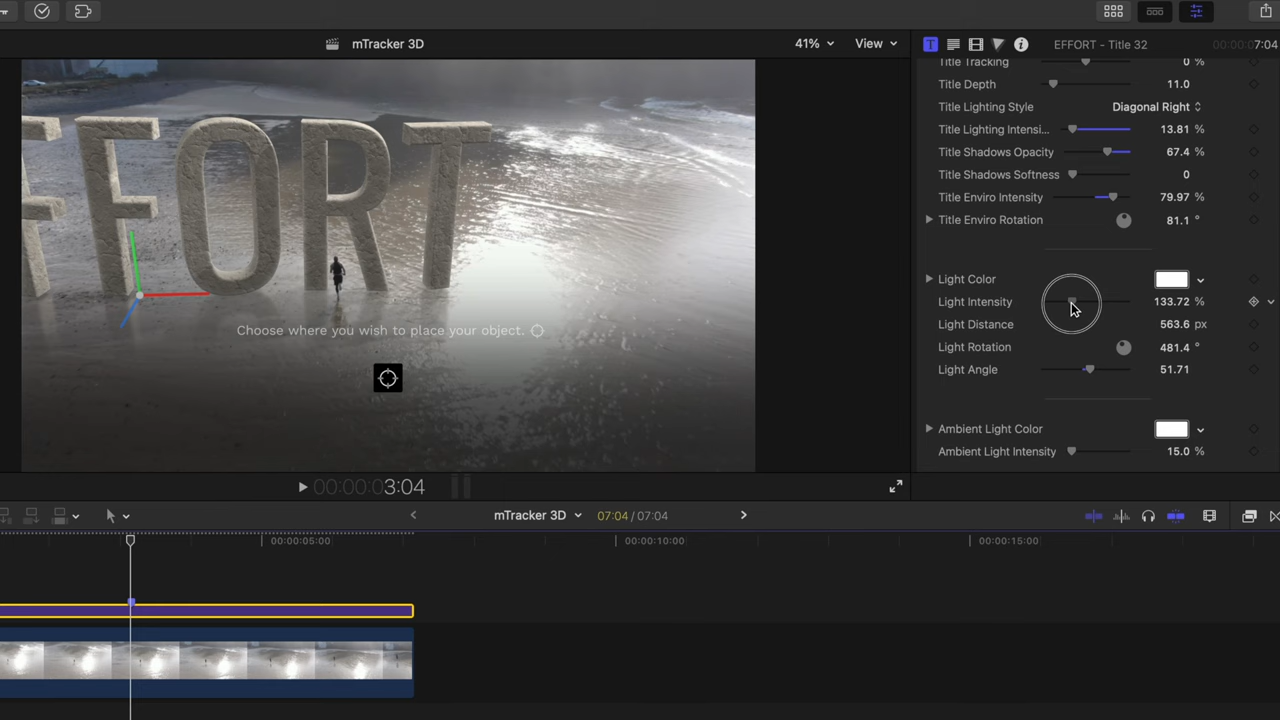 mTracker 3D
41%
View
T
EFFORT - Title 32
00:00:07:04
Title Tracking 0 %
Title Depth 11.0
Title Lighting Style Diagonal Right
Title Lighting Intensi... 13.81 %
Title Shadows Opacity 67.4 %
Title Shadows Softness 0
Title Enviro Intensity 79.97 %
Title Enviro Rotation 81.1 °
Light Color
Light Intensity 133.72 %
Light Distance 563.6 px
Light Rotation 481.4 °
Light Angle 51.71
Ambient Light Color
Ambient Light Intensity 15.0 %
FFORT
Choose where you wish to place your object.
00:00:03:04
mTracker 3D
07:04 / 07:04
00:00:05:00
00:00:10:00
00:00:15:00